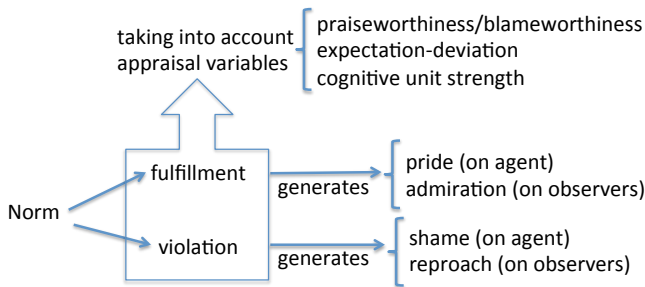 taking into account
appraisal variables
praiseworthiness/blameworthiness
expectation-deviation
cognitive unit strength
Norm
fulfillment
generates
pride (on agent)
admiration (on observers)
violation
generates
shame (on agent)
reproach (on observers)